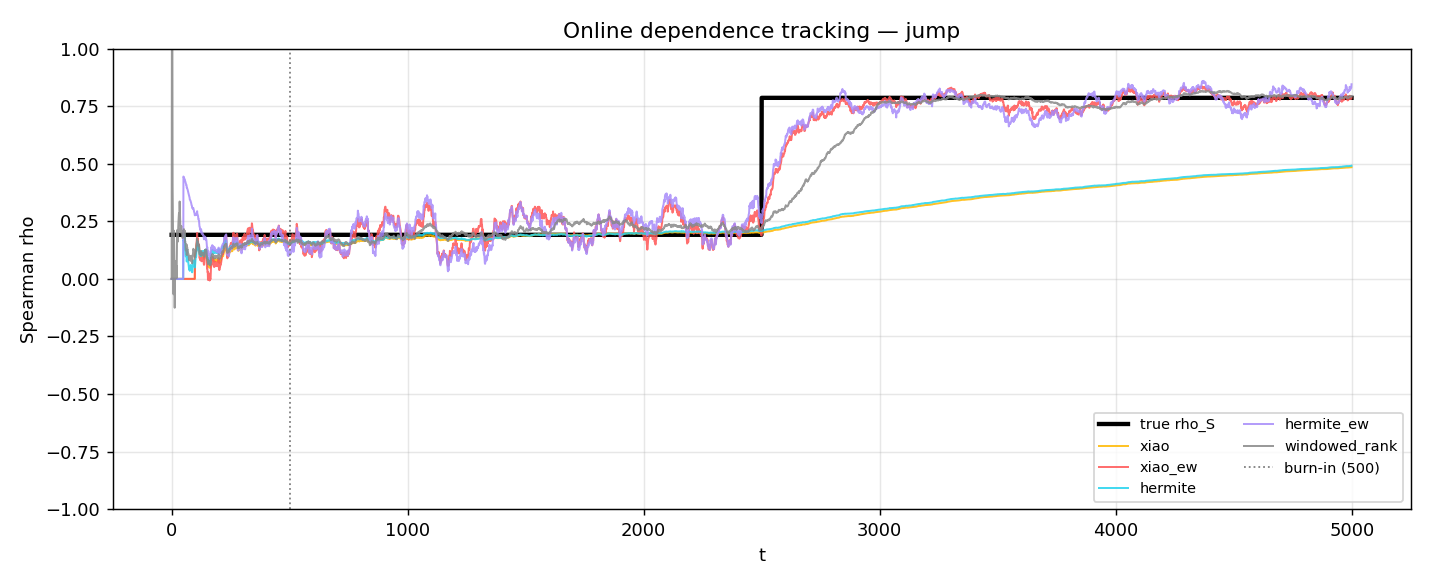 Online dependence tracking — jump
1.00
0.75
0.50
0.25
0.00
−0.25
−0.50
−0.75
−1.00
Spearman rho
0
1000
2000
3000
4000
5000
t
true rho_S
xiao
xiao_ew
hermite
hermite_ew
windowed_rank
burn-in (500)